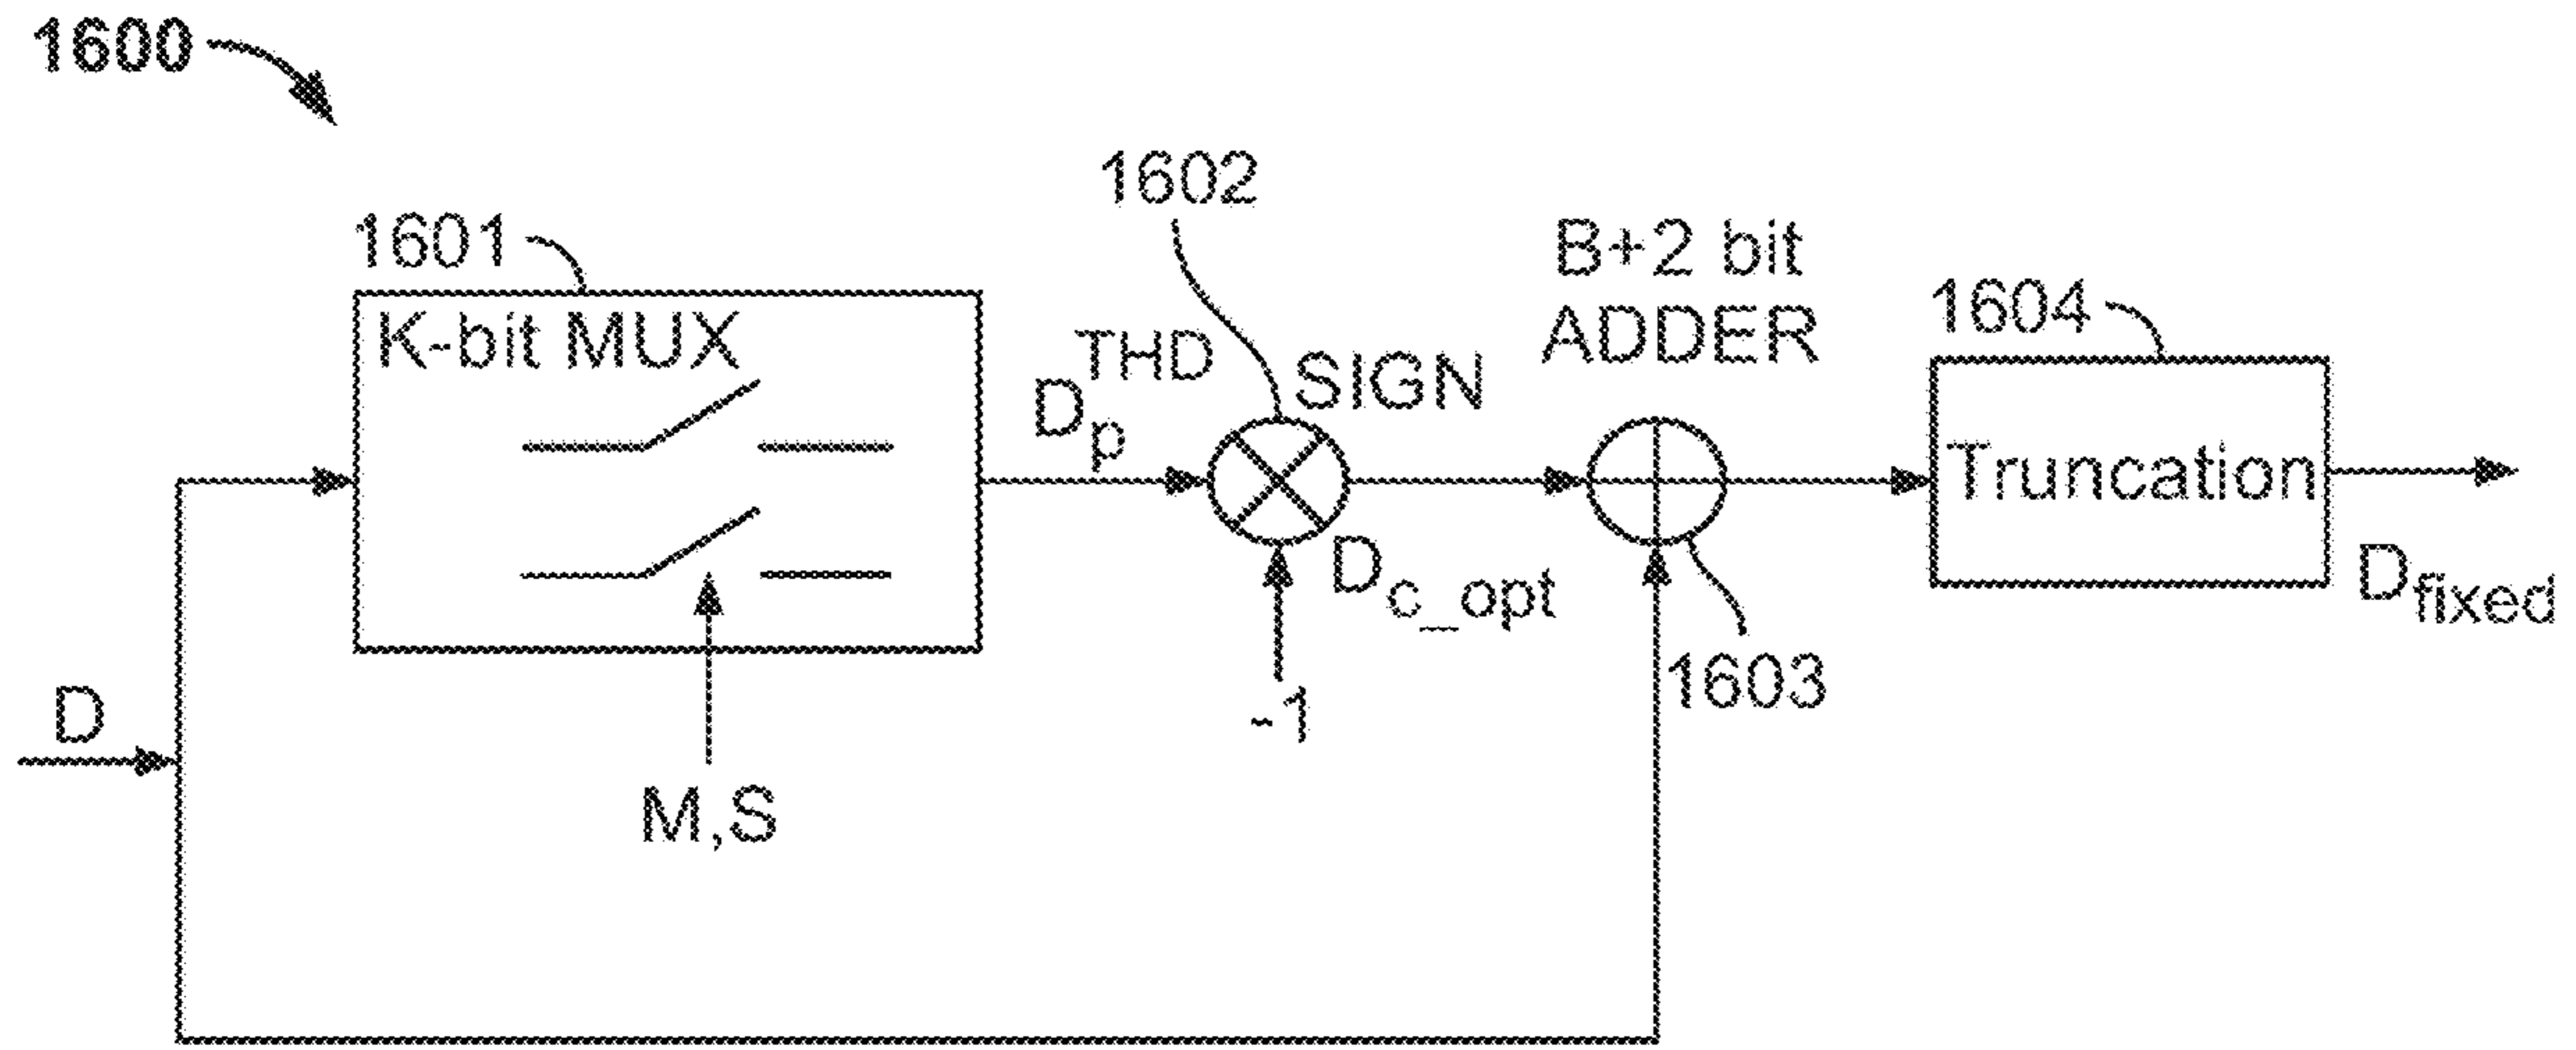 1600
1602
B+2 bit
ADDER
1601
1604
K-bit MUX
D_p^THD
SIGN
Truncation
D_c_opt
D_fixed
1603
D
-1
M,S